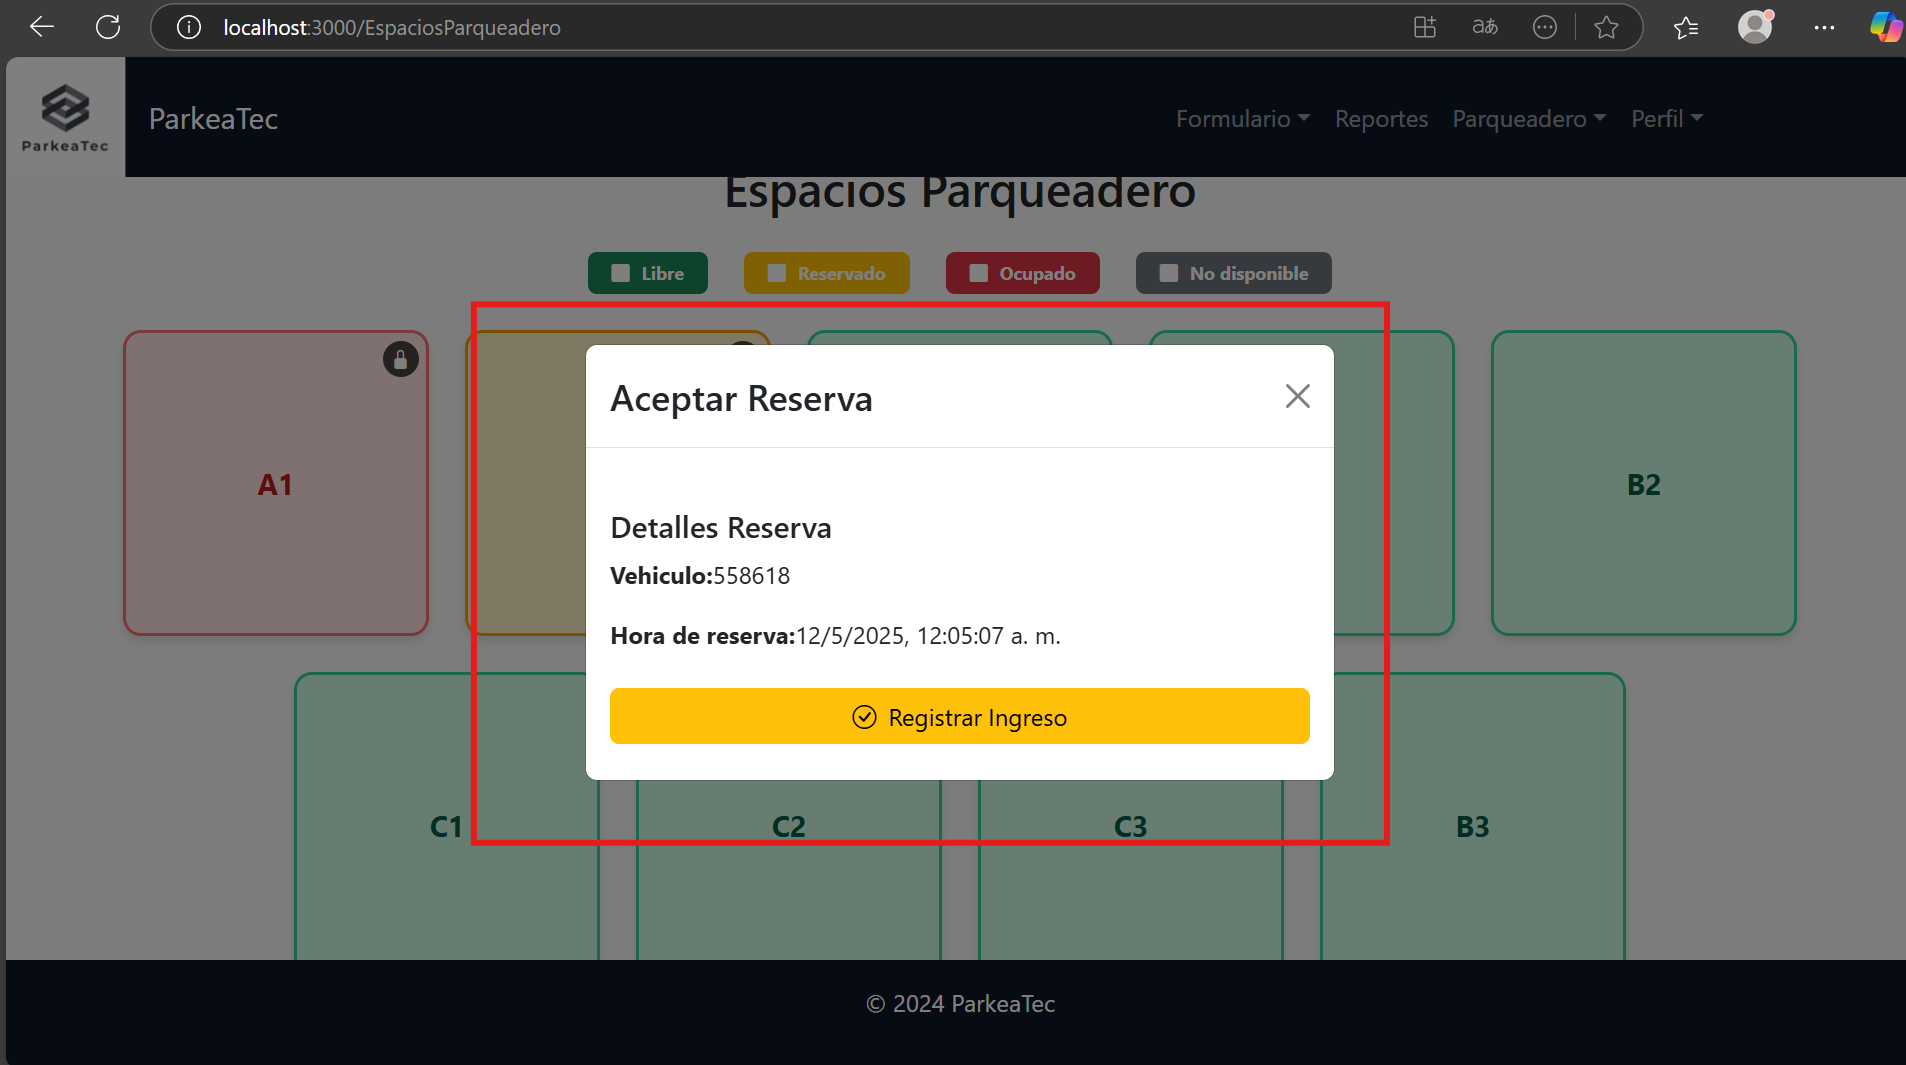 localhost:3000/EspaciosParqueadero
ParkeaTec
ParkeaTec
Formulario
Reportes
Parqueadero
Perfil
Espacios Parqueadero
Libre
Reservado
Ocupado
No disponible
A1
B2
Aceptar Reserva
Detalles Reserva
Vehiculo:558618
Hora de reserva:12/5/2025, 12:05:07 a. m.
Registrar Ingreso
C1
C2
C3
B3
© 2024 ParkeaTec